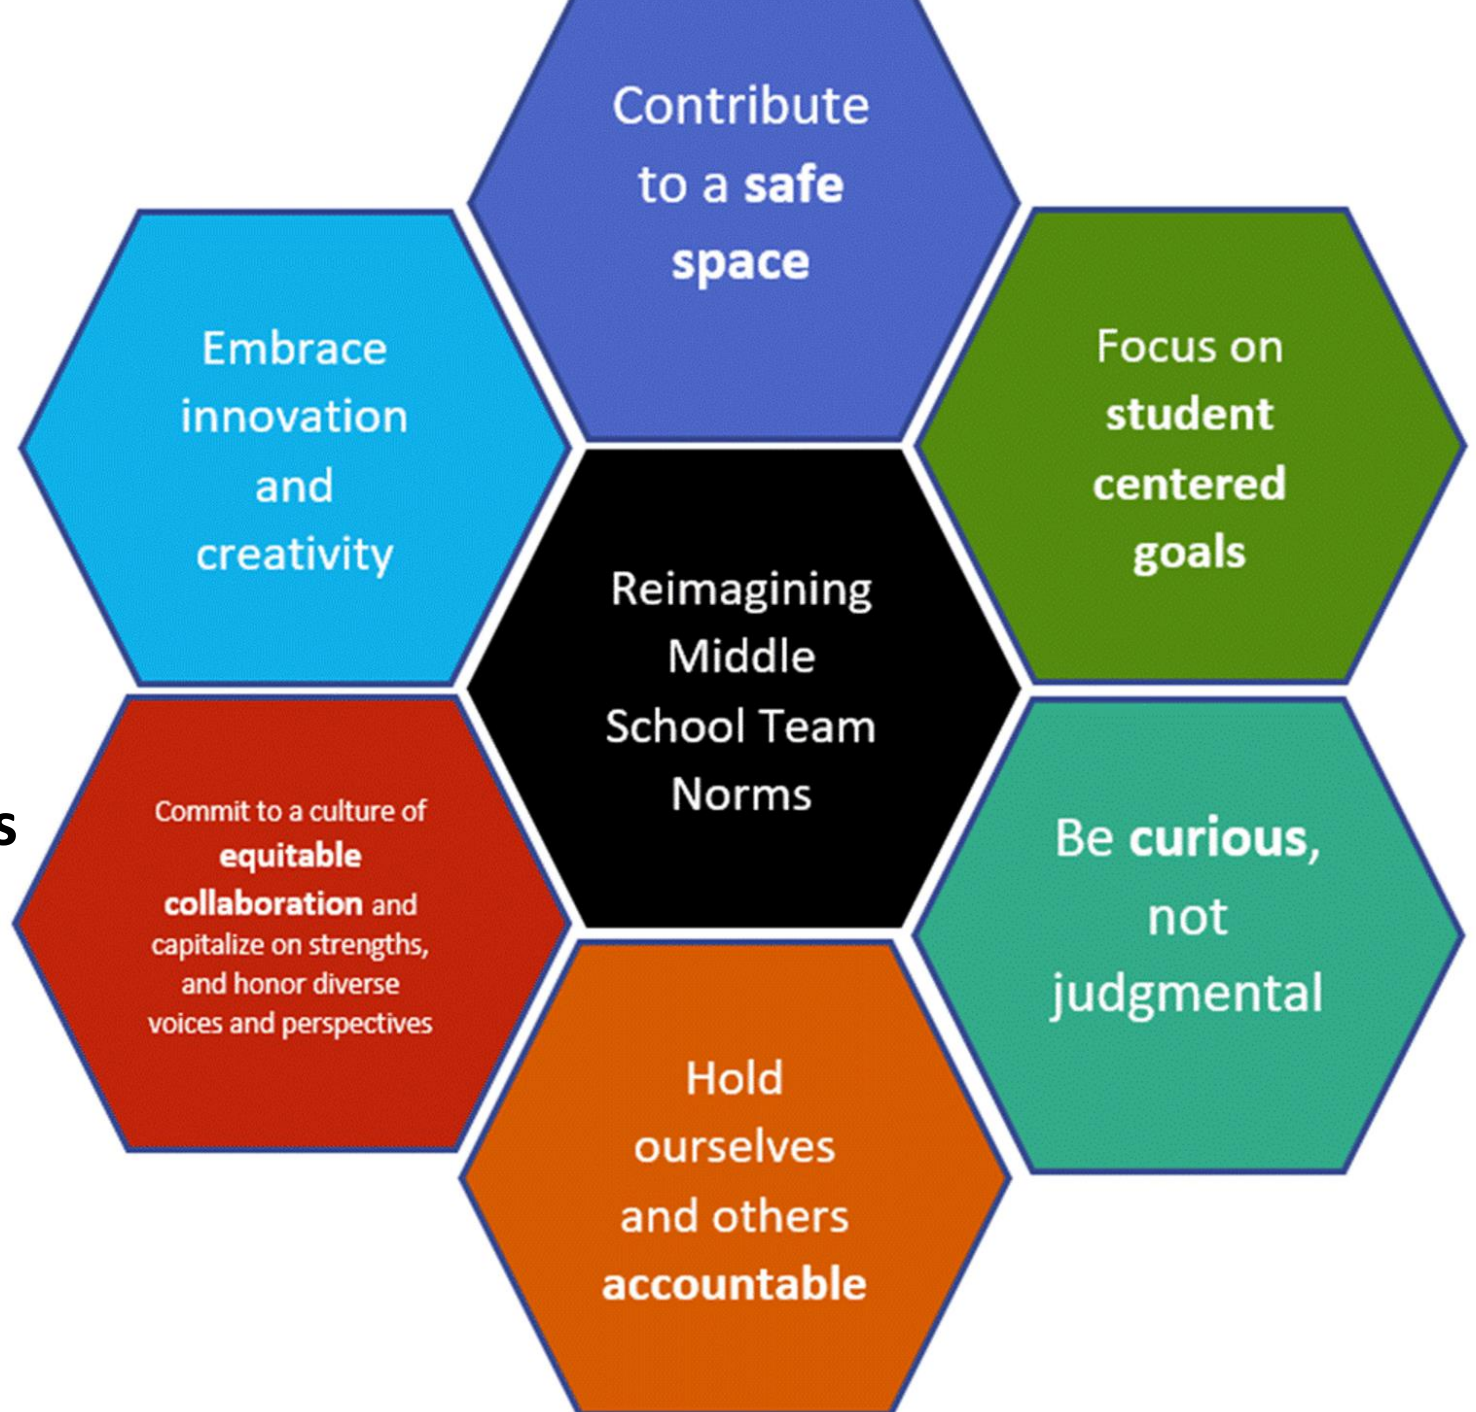 Contribute
to a safe
space
Embrace
innovation
and
creativity
Focus on
student
centered
goals
Reimagining
Middle
School Team
Norms
s
Commit to a culture of
equitable
collaboration and
capitalize on strengths,
and honor diverse
voices and perspectives
Be curious,
not
judgmental
Hold
ourselves
and others
accountable